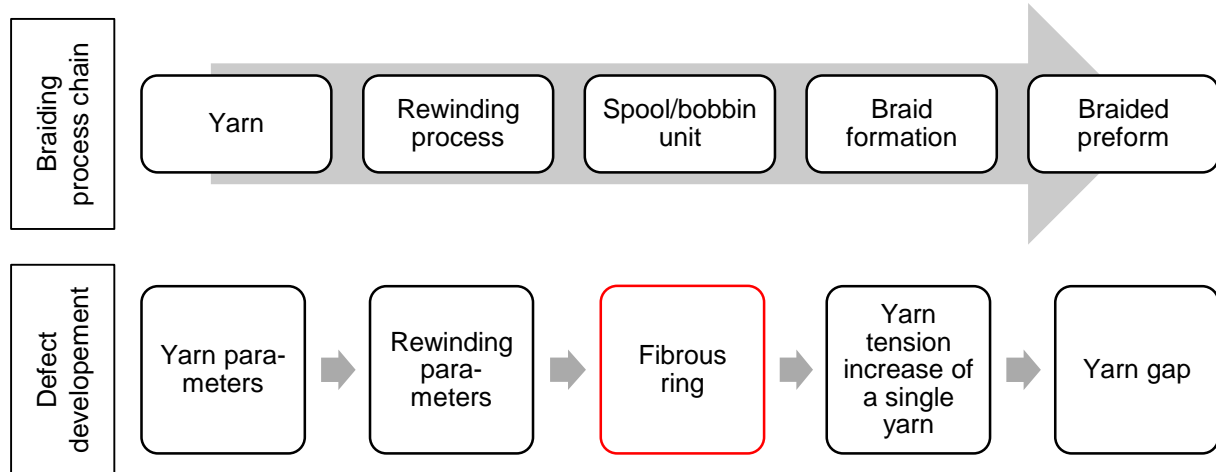 Braiding
process chain
Yarn
Rewinding
process
Spool/bobbin
unit
Braid
formation
Braided
preform
Defect
developement
Yarn para-
meters
Rewinding
para-
meters
Fibrous
ring
Yarn
tension
increase of
a single
yarn
Yarn gap